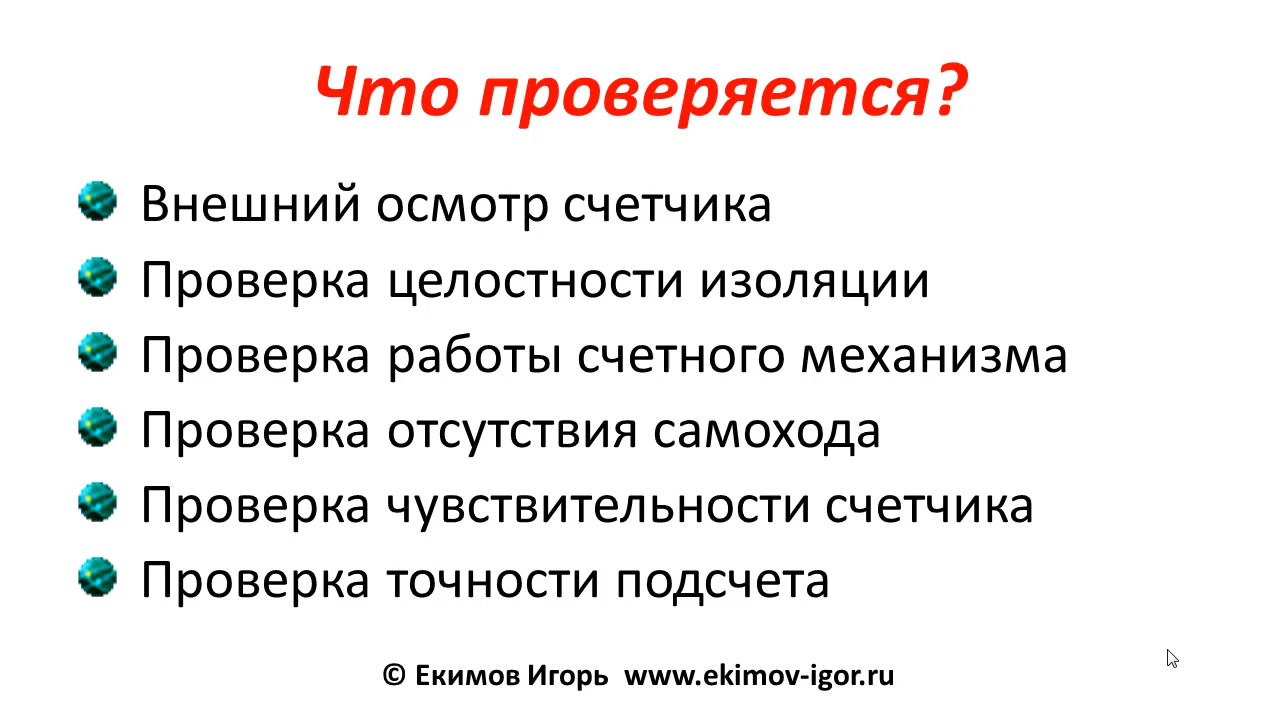 Что проверяется?
Внешний осмотр счетчика
Проверка целостности изоляции
Проверка работы счетного механизма
Проверка отсутствия самохода
Проверка чувствительности счетчика
Проверка точности подсчета
© Екимов Игорь www.ekimov-igor.ru